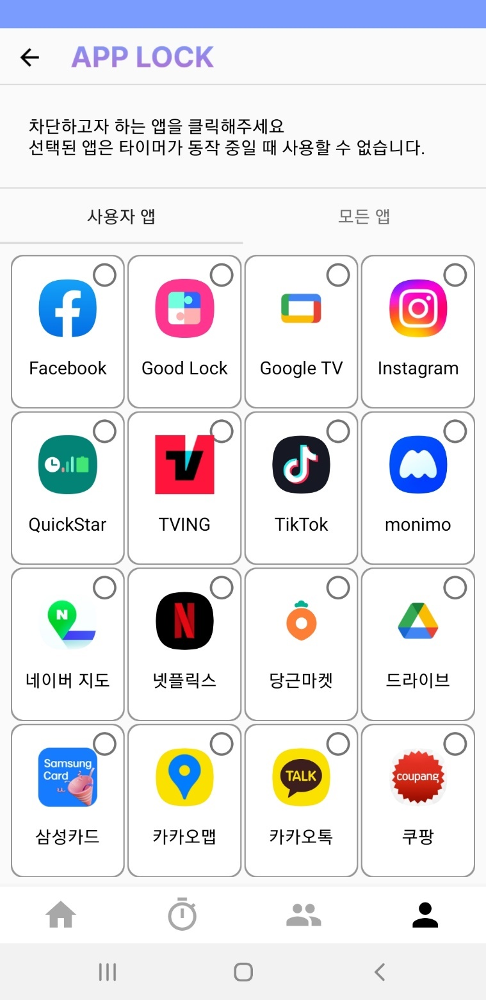 APP LOCK
차단하고자 하는 앱을 클릭해주세요
선택된 앱은 타이머가 동작 중일 때 사용할 수 없습니다.
사용자 앱
모든 앱
Facebook
Good Lock
Google TV
Instagram
QuickStar
TVING
TikTok
monimo
N
네이버 지도
넷플릭스
당근마켓
드라이브
Samsung
Card
TALK
coupang
삼성카드
카카오맵
카카오톡
쿠팡